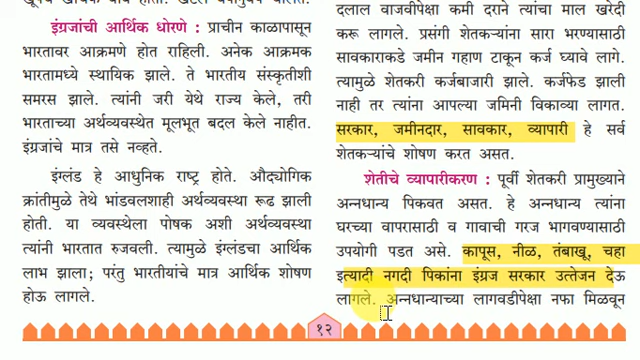 इंग्रजांची आर्थिक धोरणे : प्राचीन काळापासून
भारतावर आक्रमणे होत राहिली. अनेक आक्रमक
भारतामध्ये स्थायिक झाले. ते भारतीय संस्कृतीशी
समरस झाले. त्यांनी जरी येथे राज्य केले, तरी
भारताच्या अर्थव्यवस्थेत मूलभूत बदल केले नाहीत.
इंग्रजांचे मात्र तसे नव्हते.
इंग्लंड हे आधुनिक राष्ट्र होते. औद्योगिक
क्रांतीमुळे तेथे भांडवलशाही अर्थव्यवस्था रूढ झाली
होती. या व्यवस्थेला पोषक अशी अर्थव्यवस्था
त्यांनी भारतात रुजवली. त्यामुळे इंग्लंडचा आर्थिक
लाभ झाला; परंतु भारतीयांचे मात्र आर्थिक शोषण
होऊ लागले.
दलाल वाजवीपेक्षा कमी दराने त्यांचा माल खरेदी
करू लागले. प्रसंगी शेतकऱ्यांना सारा भरण्यासाठी
सावकाराकडे जमीन गहाण टाकून कर्ज घ्यावे लागे.
त्यामुळे शेतकरी कर्जबाजारी झाले. कर्जफेड झाली
नाही तर त्यांना आपल्या जमिनी विकाव्या लागत.
सरकार, जमीनदार, सावकार, व्यापारी हे सर्व
शेतकऱ्यांचे शोषण करत असत.
शेतीचे व्यापारीकरण : पूर्वी शेतकरी प्रामुख्याने
अन्नधान्य पिकवत असत. हे अन्नधान्य त्यांना
घरच्या वापरासाठी व गावाची गरज भागवण्यासाठी
उपयोगी पडत असे. कापूस, नीळ, तंबाखू, चहा
इत्यादी नगदी पिकांना इंग्रज सरकार उत्तेजन देऊ
लागले. अन्नधान्याच्या लागवडीपेक्षा नफा मिळवून
१२